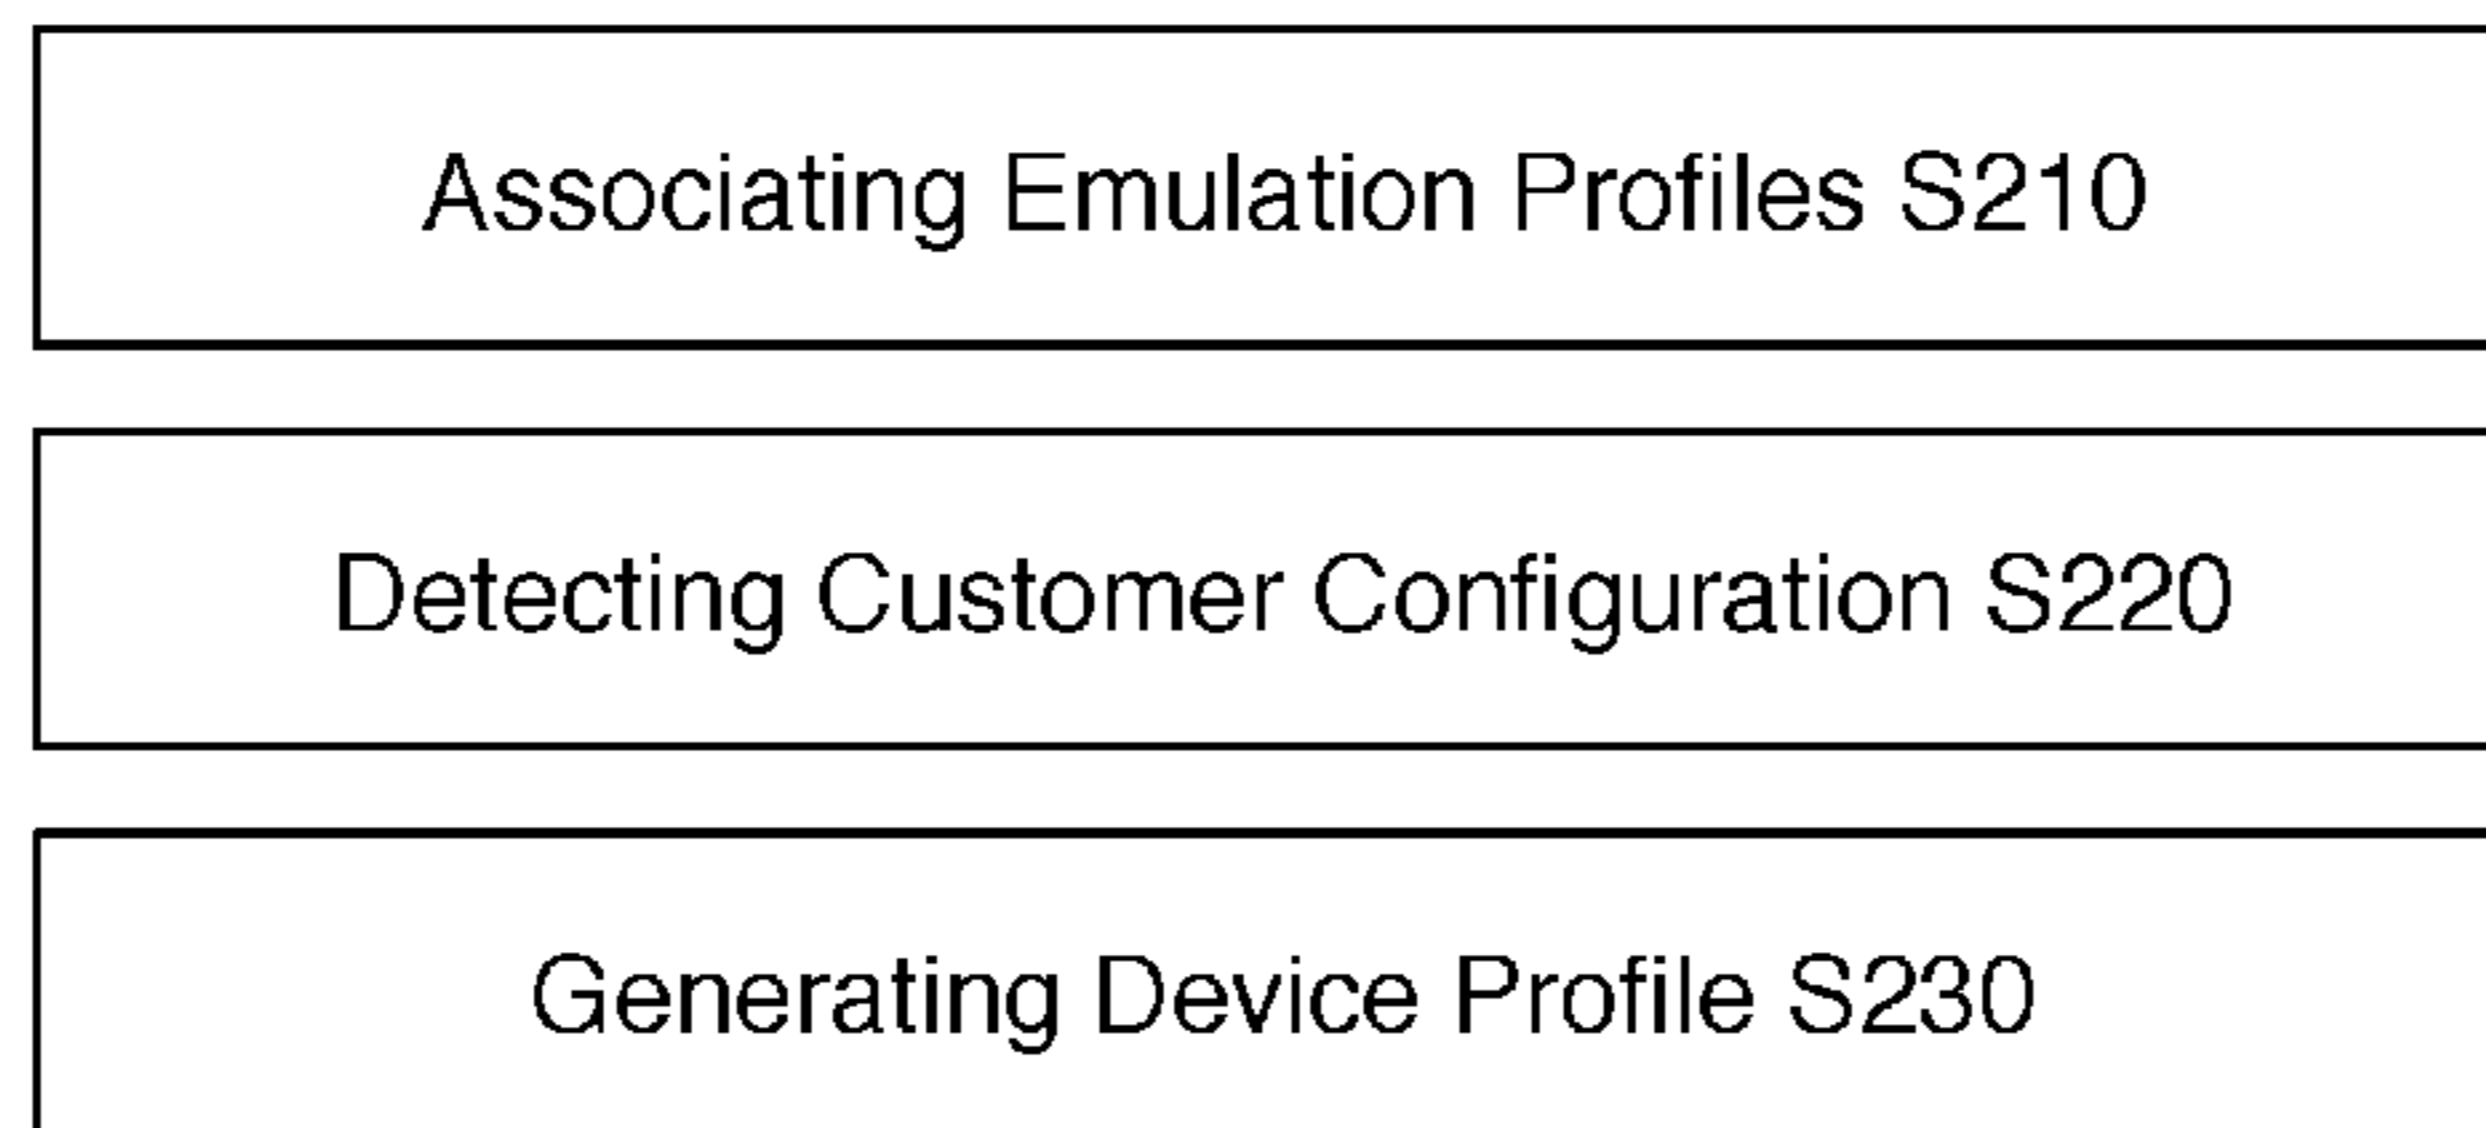 Associating Emulation Profiles S210
Detecting Customer Configuration S220
Generating Device Profile S230